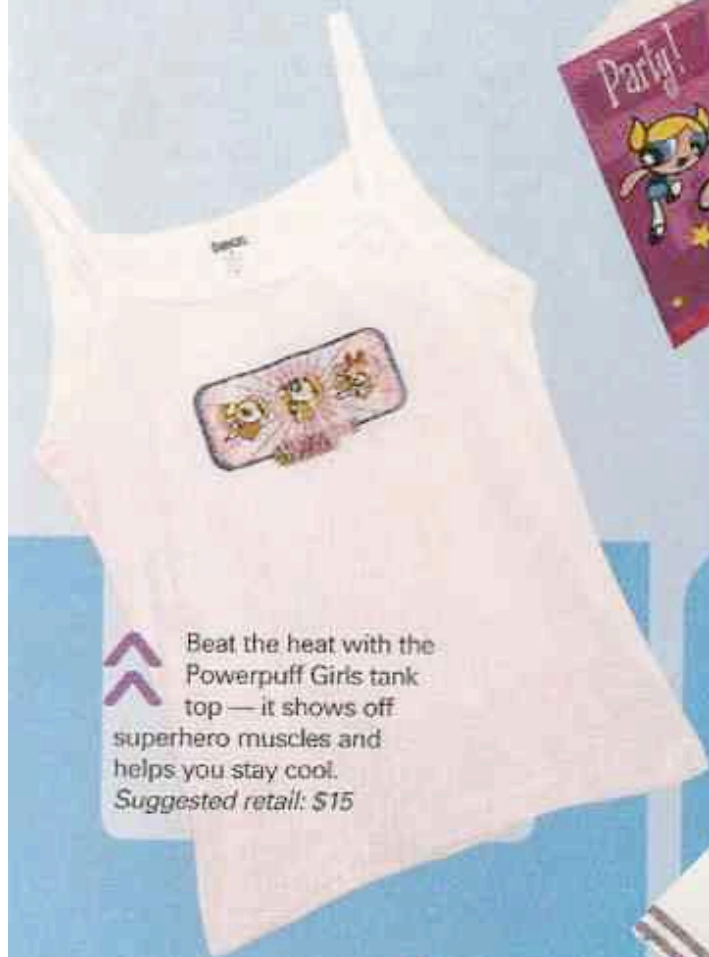 Party!
Beat the heat with the
Powerpuff Girls tank
top — it shows off
superhero muscles and
helps you stay cool.
Suggested retail: $15